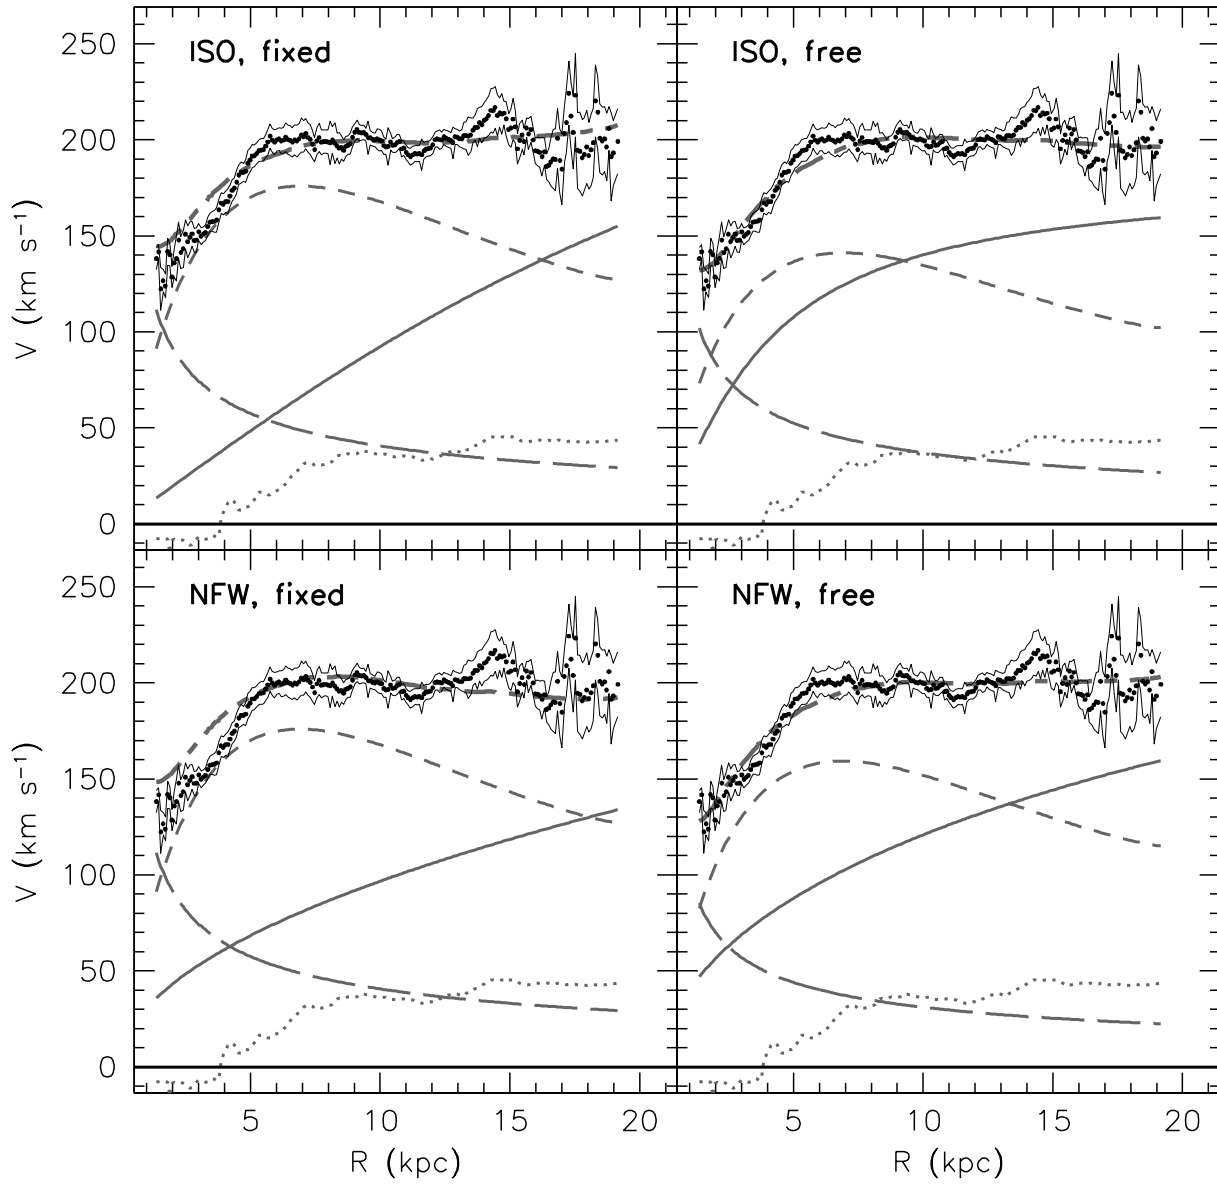 ISO, fixed
ISO, free
250
200
150
100
50
0
V (km s⁻¹)
NFW, fixed
NFW, free
250
200
150
100
50
0
V (km s⁻¹)
5 10 15 20 5 10 15 20
R (kpc) R (kpc)